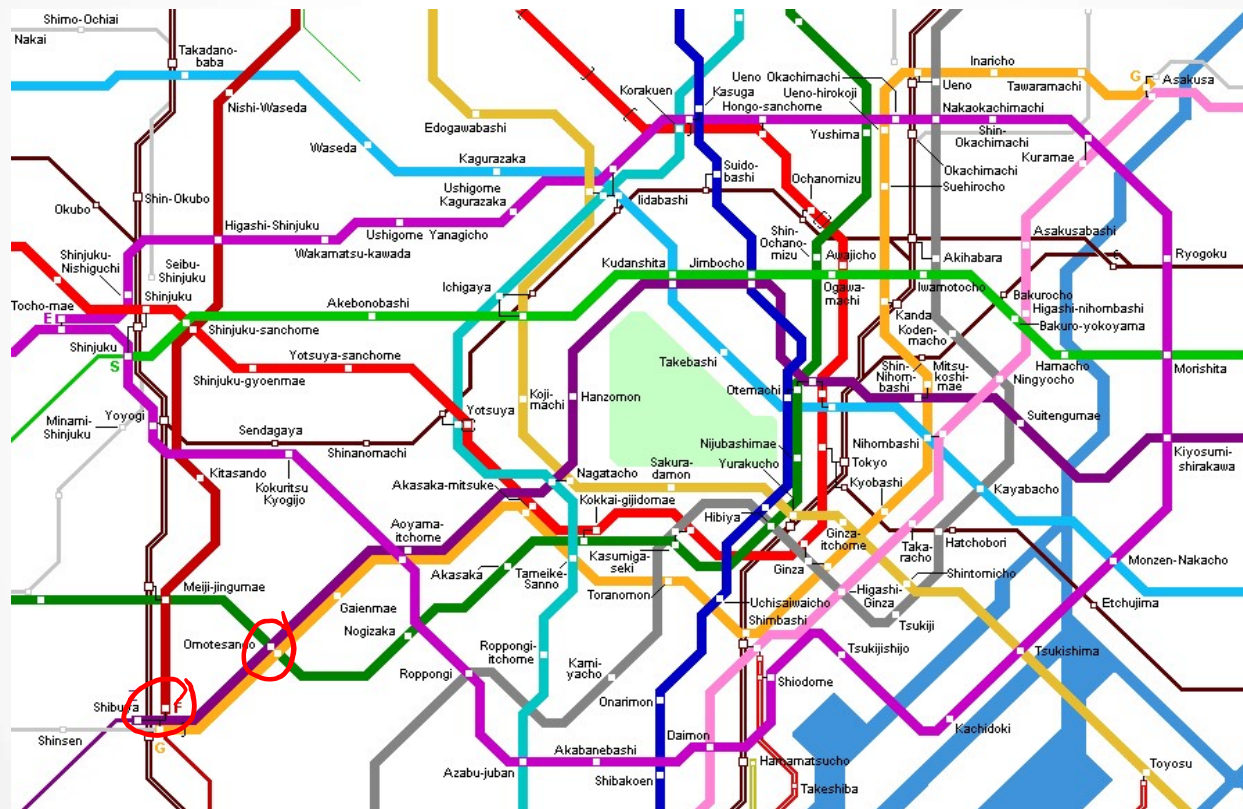 Shimo-Ochiai
Nakai
Takadano-
baba
Nishi-Waseda
Edogawabashi
Waseda
Kagurazaka
Korakuen
Kasuga
Hongo-sanchome
Ueno Okachimachi
Ueno-hirokoji
Yushima
Inaricho
Tawaramachi
G
Asakusa
Ueno
Nakaokachimachi
Shin-
Okachimachi
Kuramae
Okachimachi
Suehirocho
Suido-
bashi
Ochanomizu
Okubo
Shin-Okubo
Ushigome
Kagurazaka
Iidabashi
Higashi-Shinjuku
Ushigome Yanagicho
Wakamatsu-kawada
Shinjuku-
Nishiguchi
Seibu-
Shinjuku
Shin-
Ochano-
mizu
Awajicho
Asakusabashi
Akihabara
Ryogoku
Kudanshita
Jimbocho
Ogawa-
machi
Iwamotocho
Tocho-mae
E
Shinjuku
Akebonobashi
Ichigaya
Bakurocho
Higashi-nihombashi
Bakuro-yokoyama
Kanda
Koden-
macho
Shinjuku-sanchome
Shinjuku
S
Yotsuya-sanchome
Shinjuku-gyoenmae
Takebashi
Shin-
Nihom-
bashi
Mitsu-
koshi-
mae
Ningyocho
Hamacho
Morishita
Otemachi
Koji-
machi
Hanzomon
Yoyogi
Minami-
Shinjuku
Sendagaya
Shinanomachi
Yotsuya
Suitengumae
Nijubashimae
Yurakucho
Nihombashi
Tokyo
Kiyosumi-
shirakawa
Kitasando
Kokuritsu
Kyogijo
Akasaka-mitsuke
Nagatacho
Sakura-
damon
Kyobashi
Kayabacho
Kokkai-gijidomae
Hibiya
Aoyama-
itchome
Ginza-
itchome
Taka-
racho
Hatchobori
Akasaka
Tameike-
Sanno
Kasumiga-
seki
Ginza
Monzen-Nakacho
Meiji-jingumae
Toranomon
Shintomicho
Higashi-
Ginza
Gaienmae
Uchisaiwaicho
Shimbashi
Tsukiji
Etchujima
Omotesando
Nogizaka
Roppongi-
itchome
Kami-
yacho
Tsukijishijo
Tsukishima
Roppongi
Shibuya
F
Shiodome
Onarimon
Kachidoki
Shinsen
G
Akabanebashi
Daimon
Azabu-juban
Shibakoen
Hamamatsucho
Takeshiba
Toyosu